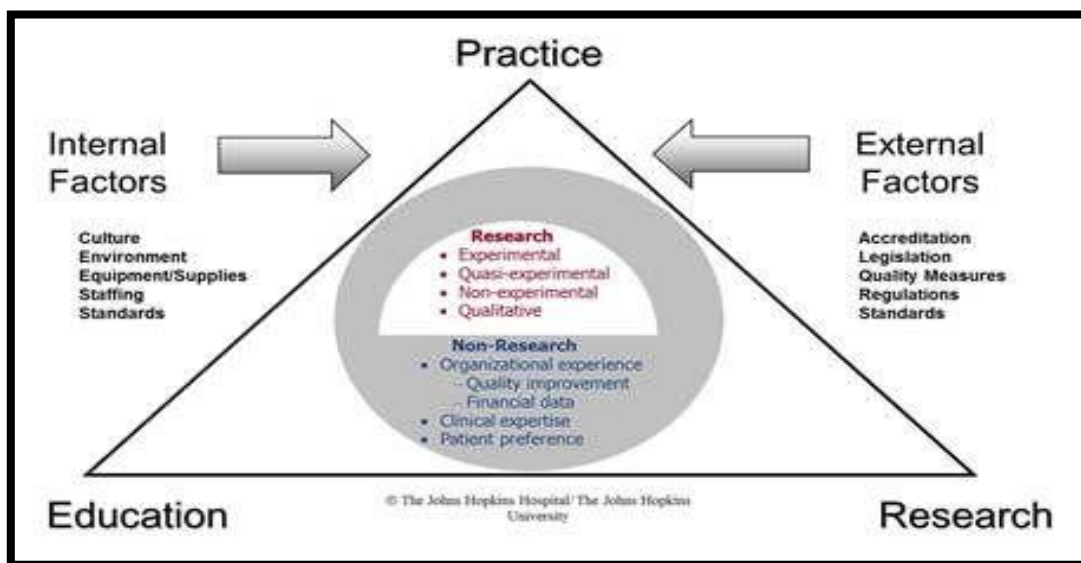 Practice
Internal
Factors
Culture
Environment
Equipment/Supplies
Staffing
Standards
External
Factors
Accreditation
Legislation
Quality Measures
Regulations
Standards
Research
• Experimental
• Quasi-experimental
• Non-experimental
• Qualitative
Non-Research
• Organizational experience
– Quality improvement
– Financial data
• Clinical expertise
• Patient preference
Education
© The Johns Hopkins Hospital/ The Johns Hopkins
University
Research